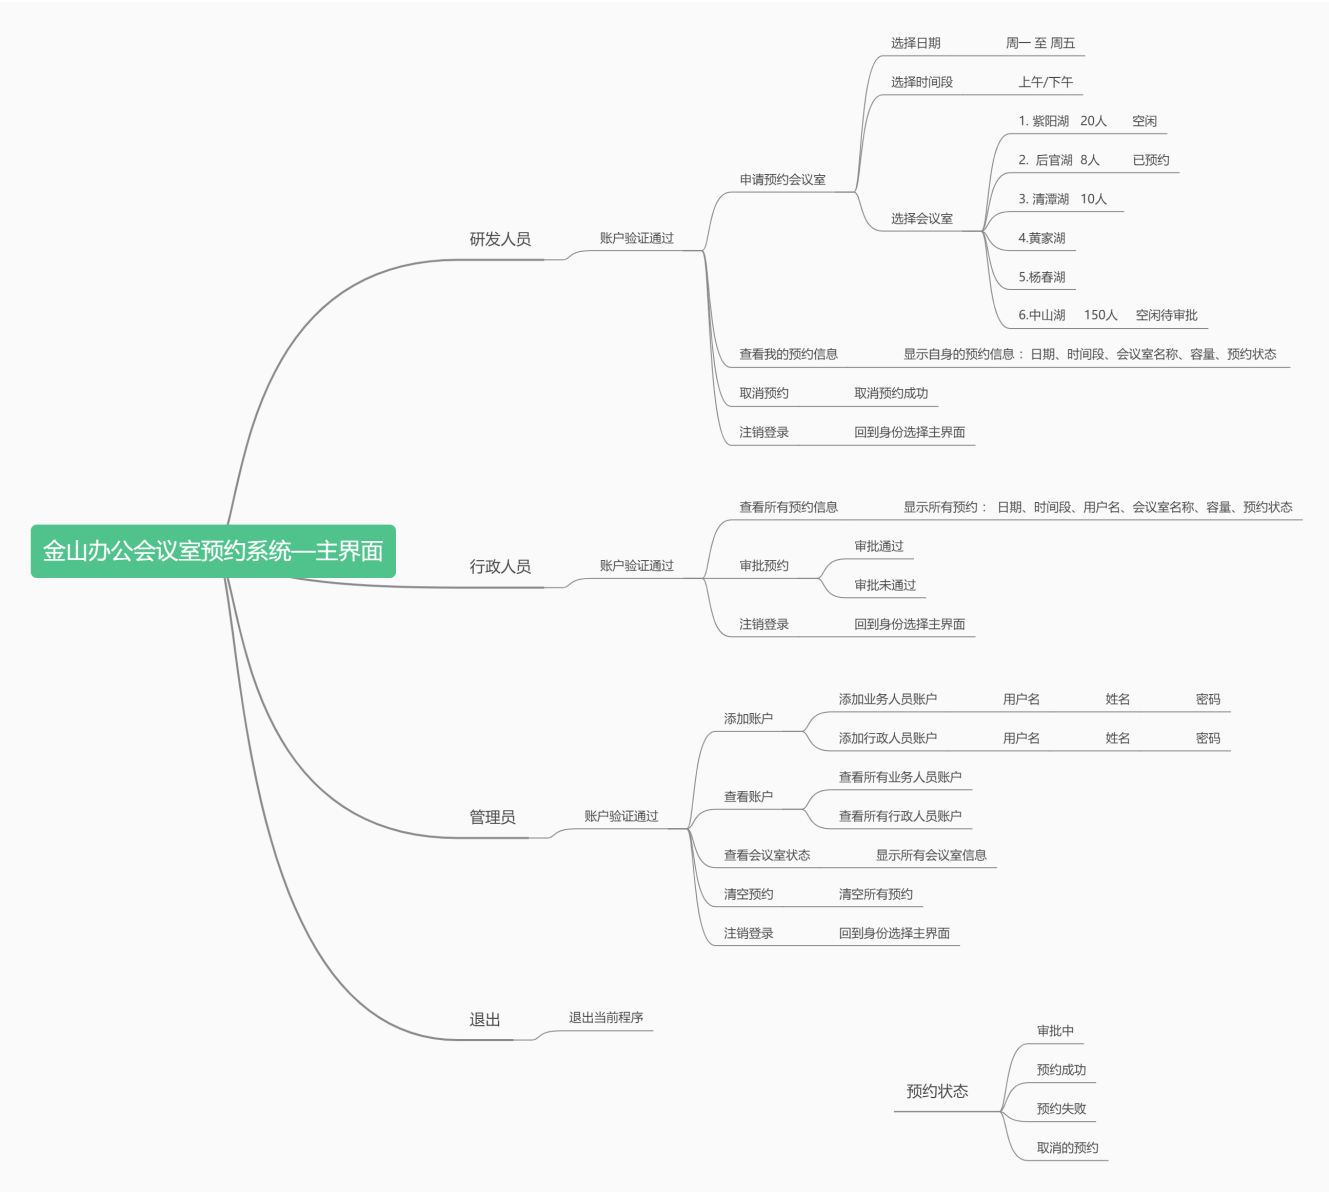 金山办公会议室预约系统—主界面
研发人员
账户验证通过
申请预约会议室
选择日期 周一 至 周五
选择时间段 上午/下午
选择会议室
1. 紫阳湖 20人 空闲
2. 后官湖 8人 已预约
3. 清潭湖 10人
4.黄家湖
5.杨春湖
6.中山湖 150人 空闲待审批
查看我的预约信息 显示自身的预约信息 : 日期、时间段、会议室名称、容量、预约状态
取消预约 取消预约成功
注销登录 回到身份选择主界面
行政人员
账户验证通过
查看所有预约信息 显示所有预约 : 日期、时间段、用户名、会议室名称、容量、预约状态
审批预约
审批通过
审批未通过
注销登录 回到身份选择主界面
管理员
账户验证通过
添加账户
添加业务人员账户 用户名 姓名 密码
添加行政人员账户 用户名 姓名 密码
查看账户
查看所有业务人员账户
查看所有行政人员账户
查看会议室状态 显示所有会议室信息
清空预约 清空所有预约
注销登录 回到身份选择主界面
退出
退出当前程序
预约状态
审批中
预约成功
预约失败
取消的预约